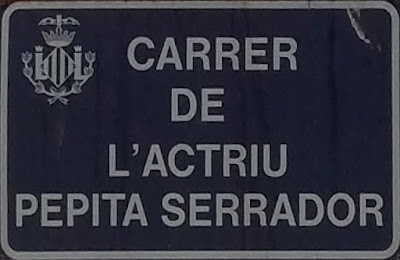 CARRER
DE
L'ACTRIU
PEPITA SERRADOR